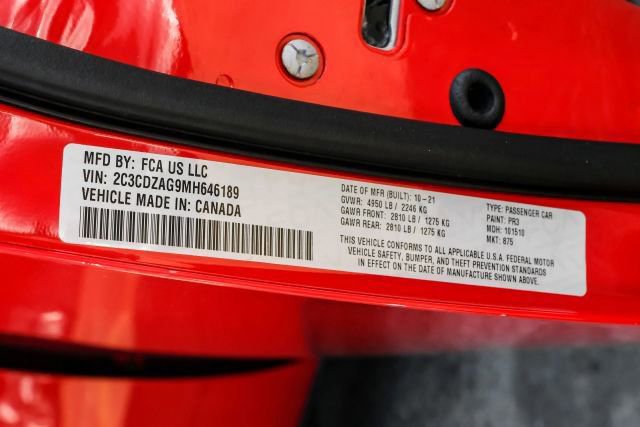 MFD BY: FCA US LLC
VIN: 2C3CDZAG9MH646189
VEHICLE MADE IN: CANADA
DATE OF MFR (BUILT): 10-21
GVWR: 4950 LB / 2246 KG
GAWR FRONT: 2810 LB / 1275 KG
GAWR REAR: 2810 LB / 1275 KG
TYPE: PASSENGER CAR
PAINT: PR3
MDH: 101510
MKT: 875
THIS VEHICLE CONFORMS TO ALL APPLICABLE U.S.A. FEDERAL MOTOR
VEHICLE SAFETY, BUMPER, AND THEFT PREVENTION STANDARDS
IN EFFECT ON THE DATE OF MANUFACTURE SHOWN ABOVE.